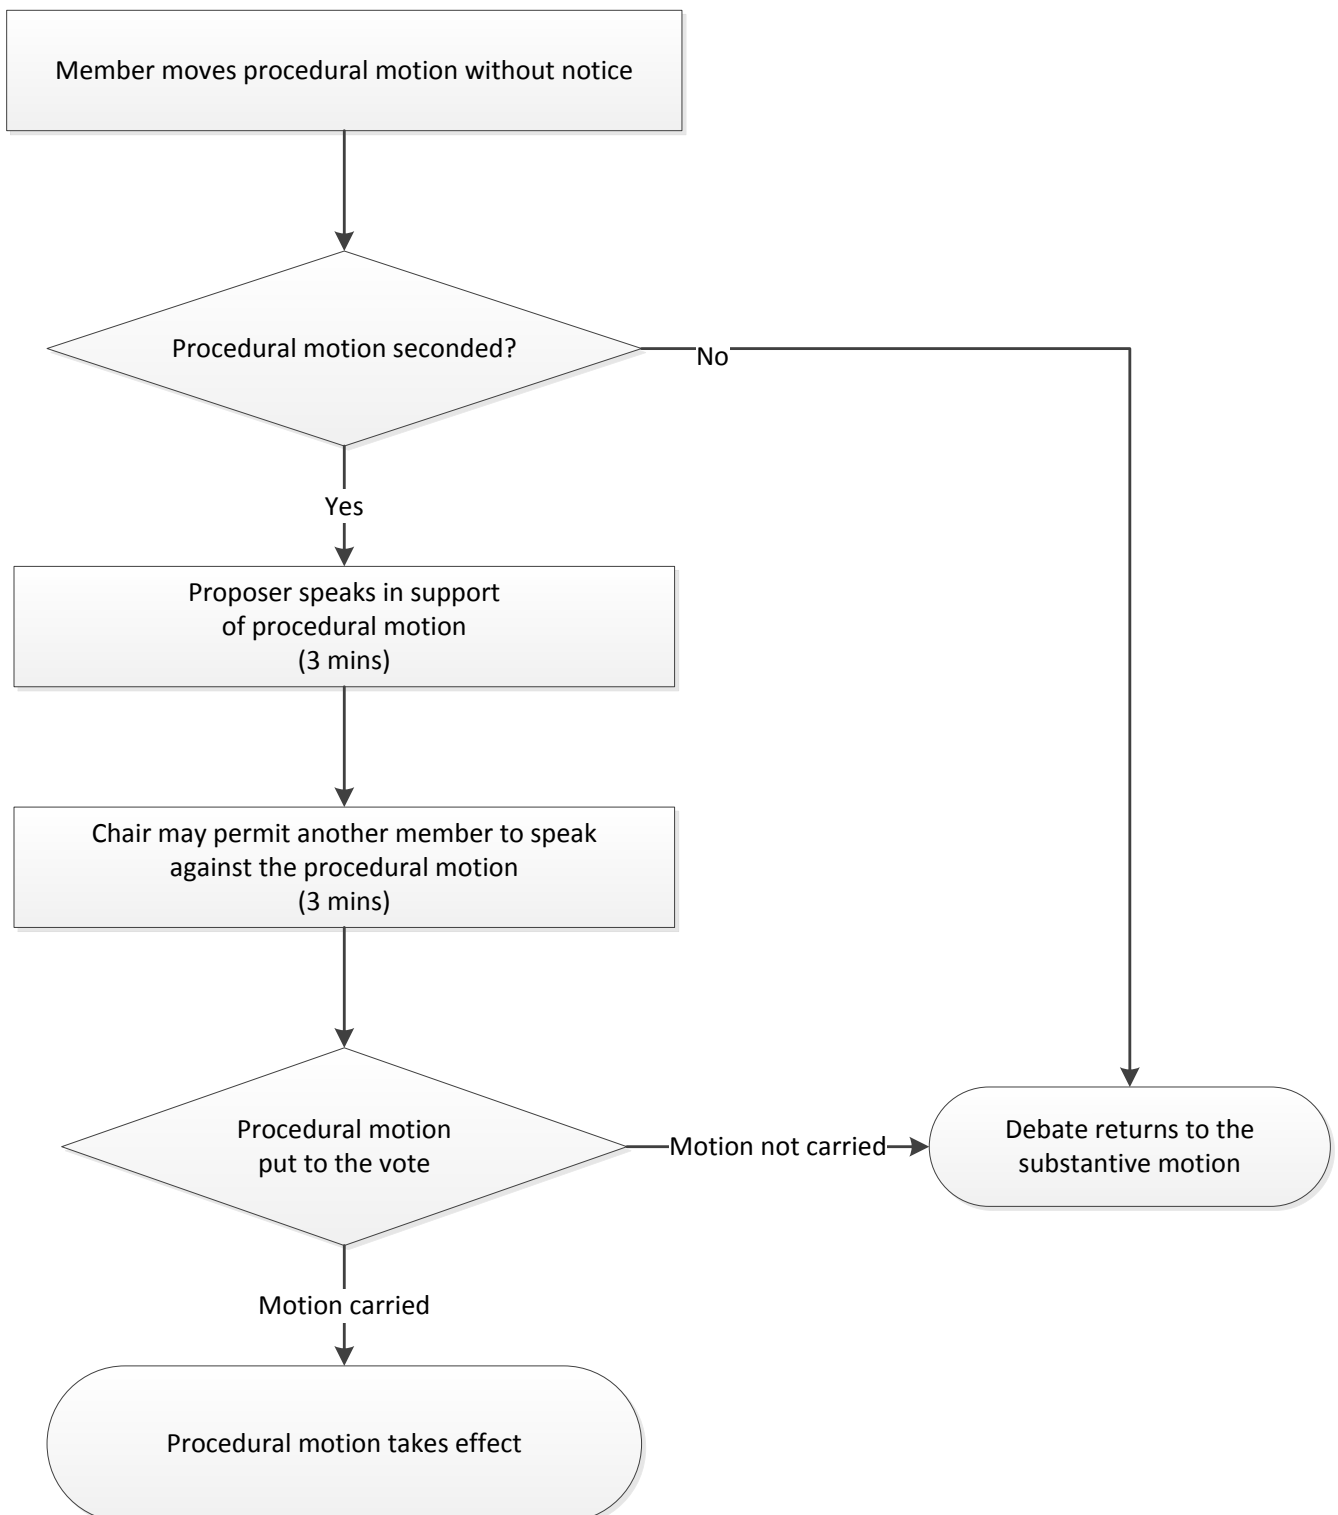 Member moves procedural motion without notice
Procedural motion seconded?
No
Yes
Proposer speaks in support
of procedural motion
(3 mins)
Chair may permit another member to speak
against the procedural motion
(3 mins)
Procedural motion
put to the vote
Motion not carried
Debate returns to the
substantive motion
Motion carried
Procedural motion takes effect